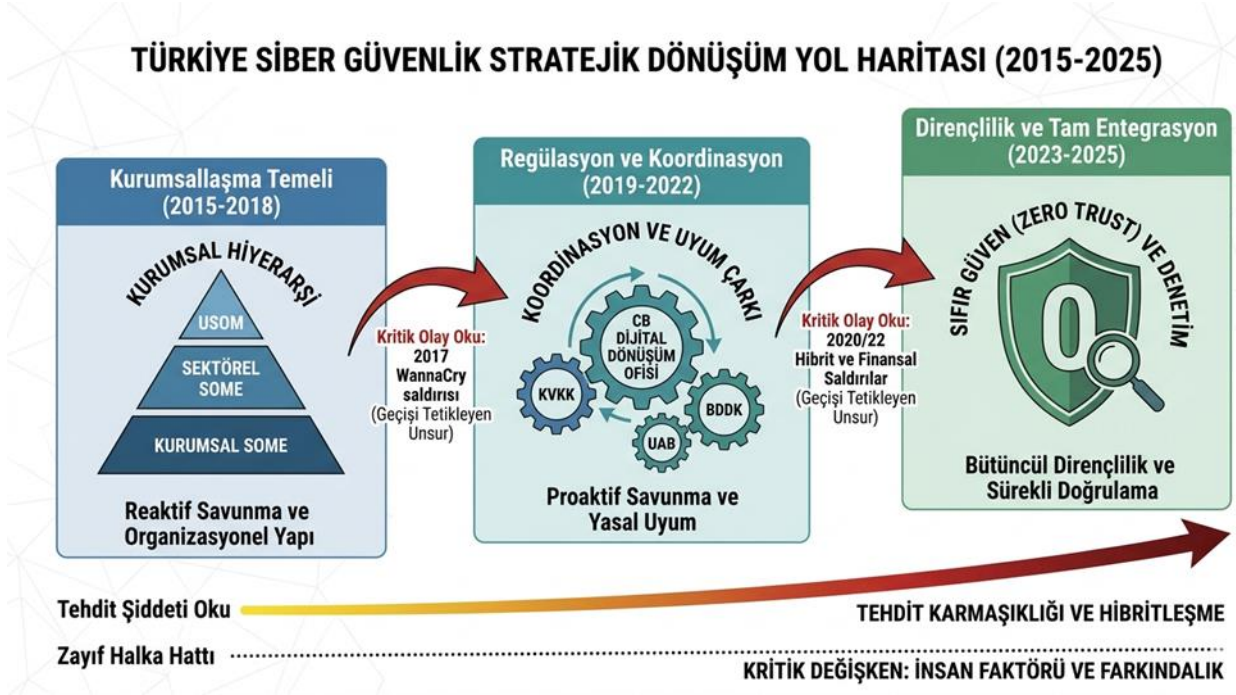 TÜRKİYE SİBER GÜVENLİK STRATEJİK DÖNÜŞÜM YOL HARİTASI (2015-2025)
Kurumsallaşma Temeli
(2015-2018)
KURUMSAL HİYERARŞİ
USOM
SEKTÖREL
SOME
KURUMSAL SOME
Reaktif Savunma ve
Organizasyonel Yapı
Kritik Olay Oku:
2017
WannaCry
saldırısı
(Geçişi Tetikleyen
Unsur)
Regülasyon ve Koordinasyon
(2019-2022)
KOORDİNASYON VE UYUM ÇARKI
CB
DİJİTAL
DÖNÜŞÜM
OFİSİ
KVKK
BDDK
UAB
Proaktif Savunma ve
Yasal Uyum
Kritik Olay Oku:
2020/22
Hibrit ve Finansal
Saldırılar
(Geçişi Tetikleyen
Unsur)
Dirençlilik ve Tam Entegrasyon
(2023-2025)
SIFIR GÜVEN (ZERO TRUST) VE DENETİM
0
Bütüncül Dirençlilik ve
Sürekli Doğrulama
Tehdit Şiddeti Oku
TEHDİT KARMAŞIKLIĞI VE HİBRİTLEŞME
Zayıf Halka Hattı
KRİTİK DEĞİŞKEN: İNSAN FAKTÖRÜ VE FARKINDALIK